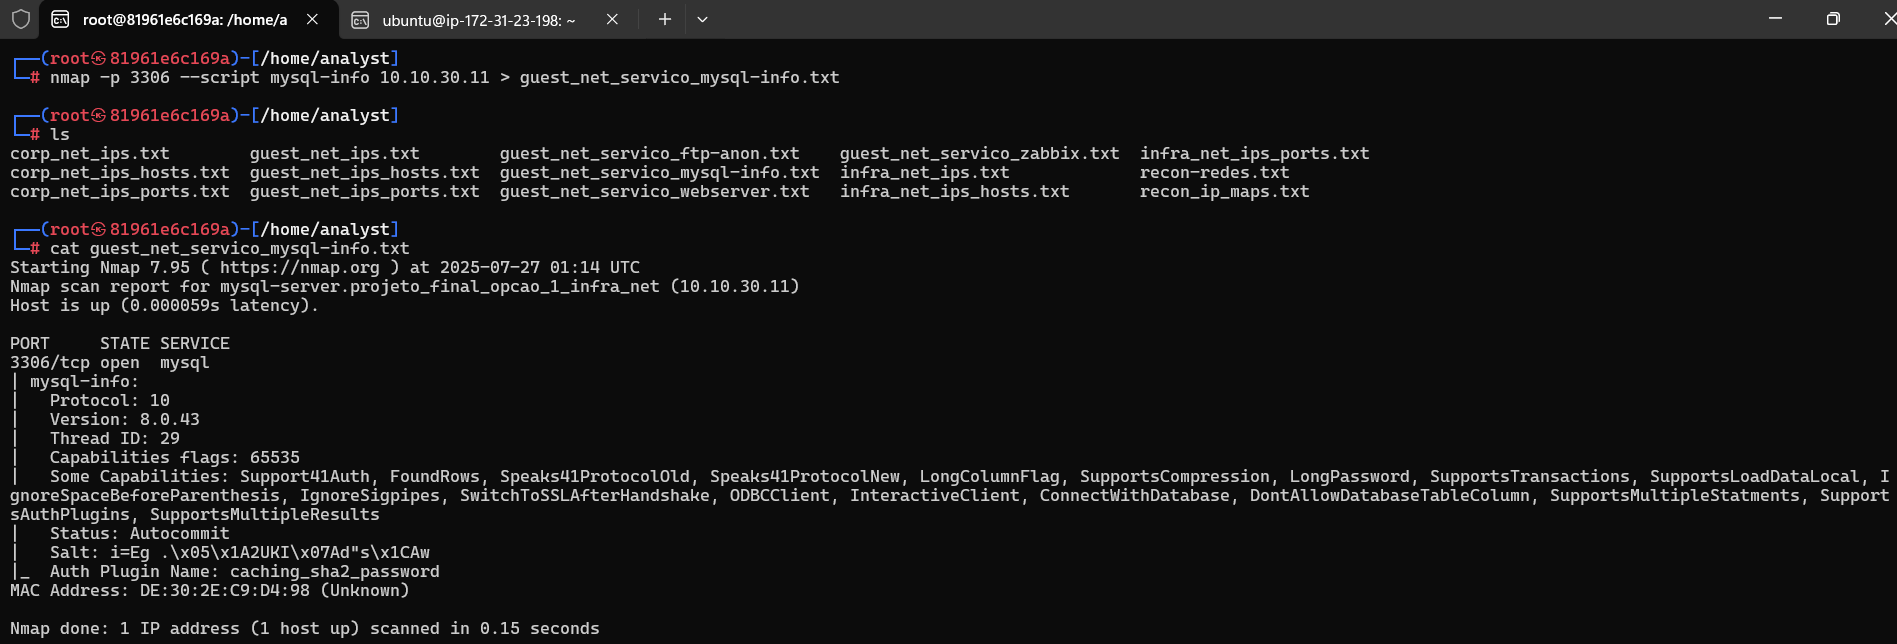 root@81961e6c169a: /home/a
ubuntu@ip-172-31-23-198: ~
┌──(root㉿81961e6c169a)-[/home/analyst]
└─# nmap -p 3306 --script mysql-info 10.10.30.11 > guest_net_servico_mysql-info.txt
┌──(root㉿81961e6c169a)-[/home/analyst]
└─# ls
corp_net_ips.txt        guest_net_ips.txt        guest_net_servico_ftp-anon.txt    guest_net_servico_zabbix.txt  infra_net_ips_ports.txt
corp_net_ips_hosts.txt  guest_net_ips_hosts.txt  guest_net_servico_mysql-info.txt  infra_net_ips.txt             recon-redes.txt
corp_net_ips_ports.txt  guest_net_ips_ports.txt  guest_net_servico_webserver.txt   infra_net_ips_hosts.txt       recon_ip_maps.txt
┌──(root㉿81961e6c169a)-[/home/analyst]
└─# cat guest_net_servico_mysql-info.txt
Starting Nmap 7.95 ( https://nmap.org ) at 2025-07-27 01:14 UTC
Nmap scan report for mysql-server.projeto_final_opcao_1_infra_net (10.10.30.11)
Host is up (0.000059s latency).
PORT     STATE SERVICE
3306/tcp open  mysql
| mysql-info:
|   Protocol: 10
|   Version: 8.0.43
|   Thread ID: 29
|   Capabilities flags: 65535
|   Some Capabilities: Support41Auth, FoundRows, Speaks41ProtocolOld, Speaks41ProtocolNew, LongColumnFlag, SupportsCompression, LongPassword, SupportsTransactions, SupportsLoadDataLocal, I
gnoreSpaceBeforeParenthesis, IgnoreSigpipes, SwitchToSSLAfterHandshake, ODBCClient, InteractiveClient, ConnectWithDatabase, DontAllowDatabaseTableColumn, SupportsMultipleStatments, Support
sAuthPlugins, SupportsMultipleResults
|   Status: Autocommit
|   Salt: i=Eg .\x05\x1A2UKI\x07Ad"s\x1CAw
|_  Auth Plugin Name: caching_sha2_password
MAC Address: DE:30:2E:C9:D4:98 (Unknown)
Nmap done: 1 IP address (1 host up) scanned in 0.15 seconds